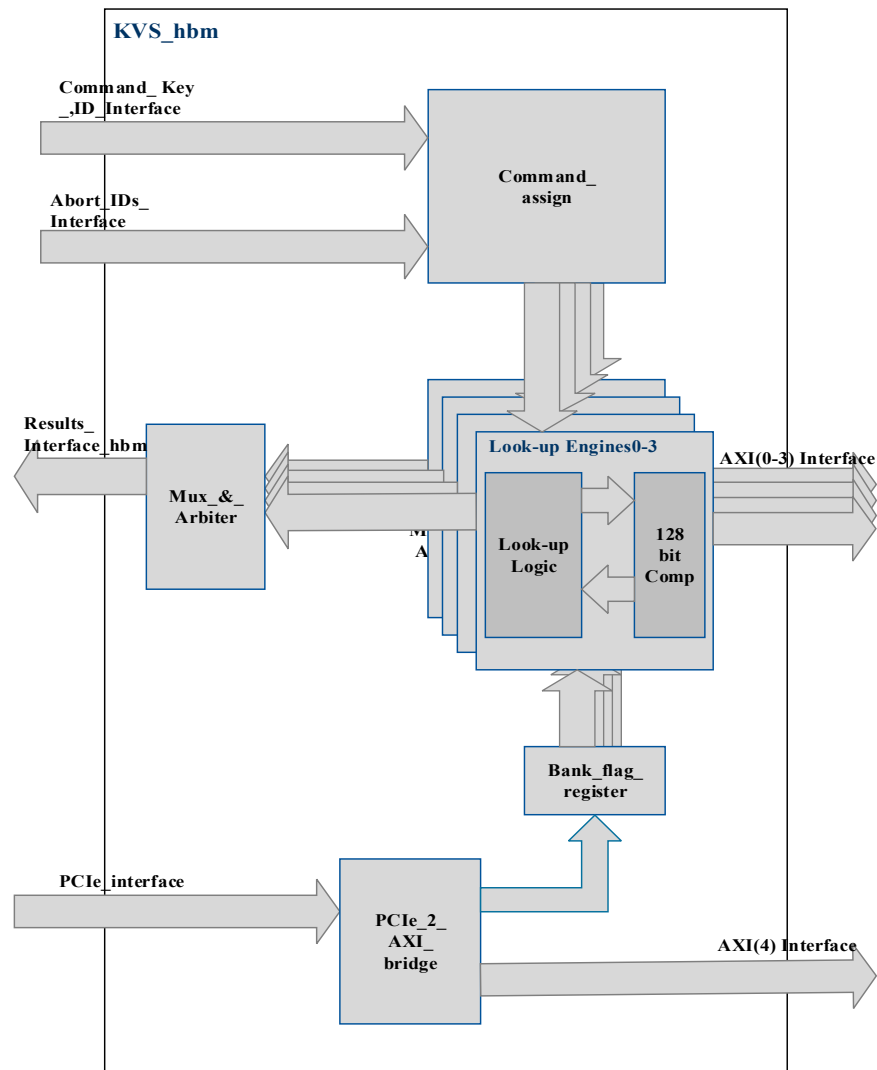 KVS_hbm
Command_ Key
_,ID_Interface
Command_
assign
Abort_IDs_
Interface
Results_
Interface_hbm
Mux_&_
Arbiter
Look-up Engines0-3
Look-up
Logic
128
bit
Comp
AXI(0-3) Interface
M
A
Bank_flag_
register
PCIe_interface
PCIe_2_
AXI_
bridge
AXI(4) Interface